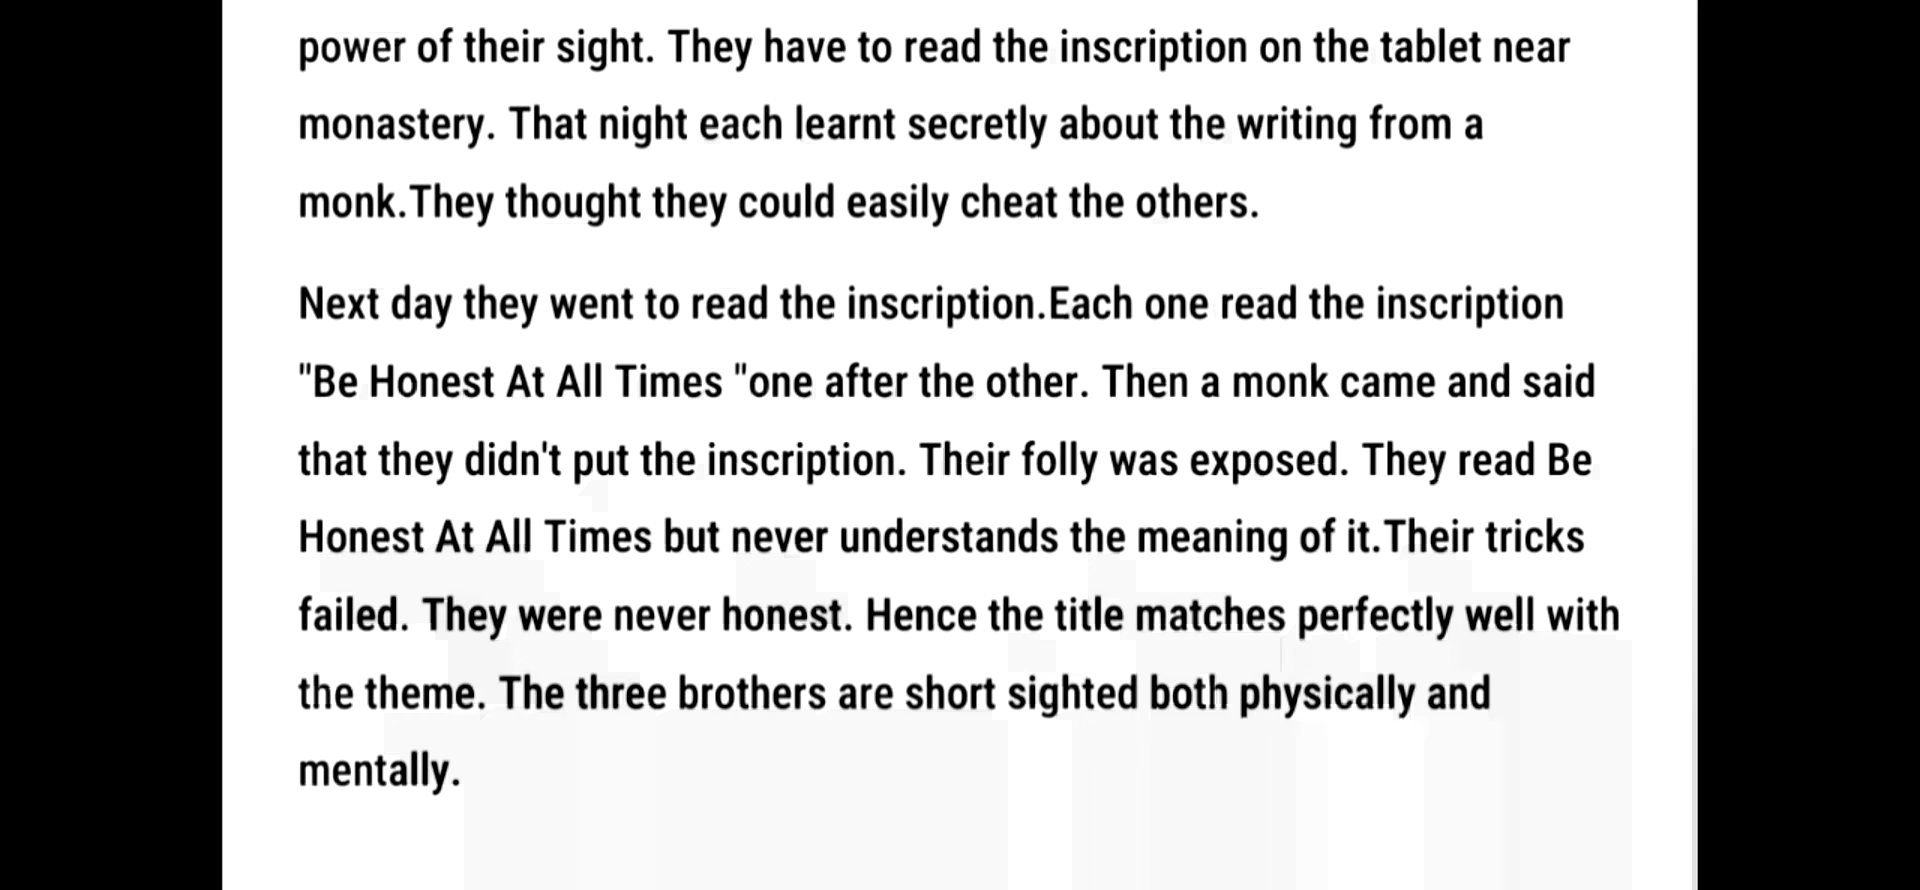 power of their sight. They have to read the inscription on the tablet near
monastery. That night each learnt secretly about the writing from a
monk.They thought they could easily cheat the others.
Next day they went to read the inscription.Each one read the inscription
"Be Honest At All Times "one after the other. Then a monk came and said
that they didn't put the inscription. Their folly was exposed. They read Be
Honest At All Times but never understands the meaning of it.Their tricks
failed. They were never honest. Hence the title matches perfectly well with
the theme. The three brothers are short sighted both physically and
mentally.